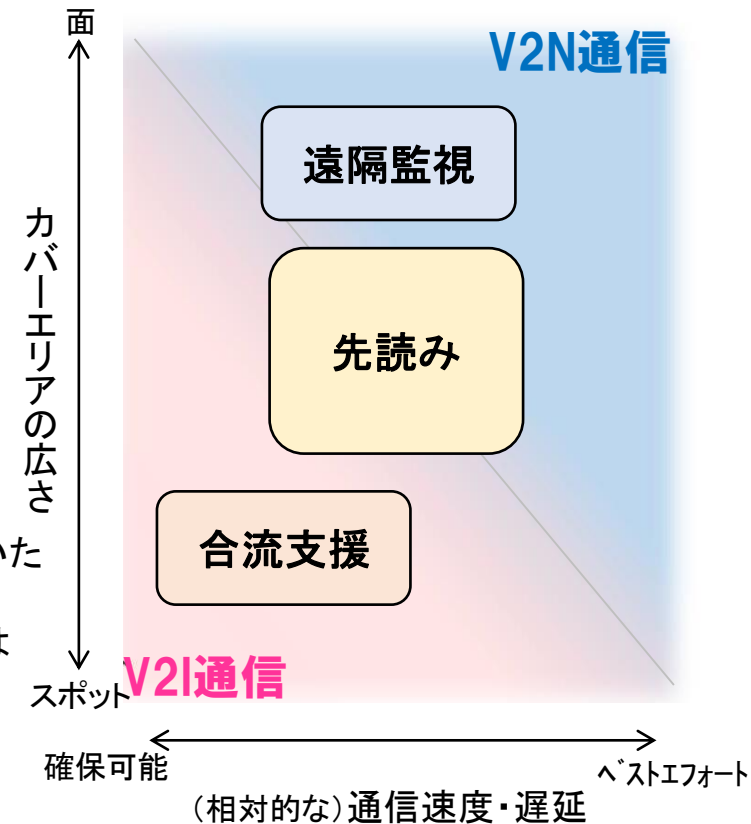 面
V2N通信
遠隔監視
カバーエリアの広さ
先読み
合流支援
いた
は
V2I通信
スポット
確保可能
ベストエフォート
(相対的な)通信速度・遅延